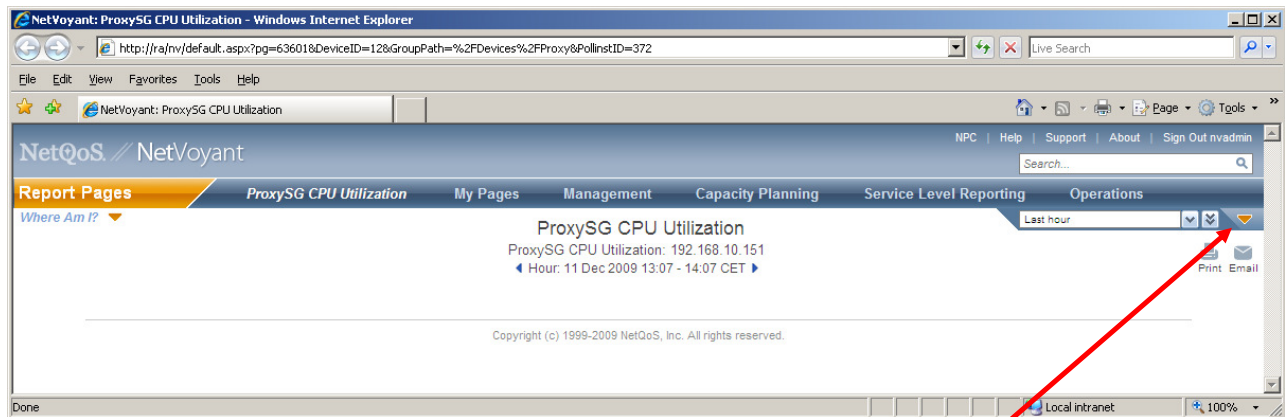 NetVoyant: ProxySG CPU Utilization - Windows Internet Explorer
http://ra/nv/default.aspx?pg=63601&DeviceID=12&GroupPath=%2FDevices%2FProxy&PollinstID=372
Live Search
File Edit View Favorites Tools Help
NetVoyant: ProxySG CPU Utilization
Page Tools
NPC | Help | Support | About | Sign Out nvadmin
NetQoS // NetVoyant
Search...
Report Pages ProxySG CPU Utilization My Pages Management Capacity Planning Service Level Reporting Operations
Where Am I?
Last hour
ProxySG CPU Utilization
ProxySG CPU Utilization: 192.168.10.151
Hour: 11 Dec 2009 13:07 - 14:07 CET
Print Email
Copyright (c) 1999-2009 NetQoS, Inc. All rights reserved.
Done Local intranet 100%